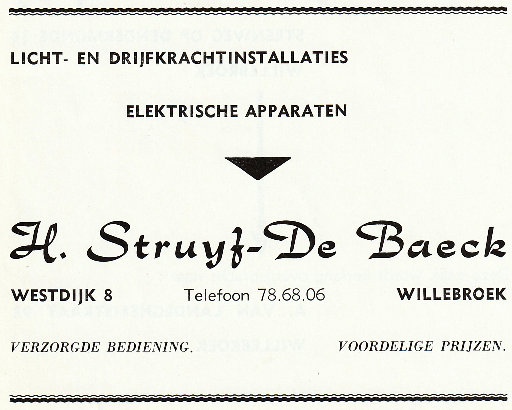 LICHT- EN DRIJFKRACHTINSTALLATIES
ELEKTRISCHE APPARATEN
H. Struyf-De Baeck
WESTDIJK 8 Telefoon 78.68.06 WILLEBROEK
VERZORGDE BEDIENING. VOORDELIGE PRIJZEN.